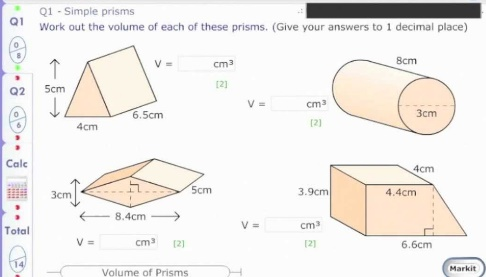 Q1 - Simple prisms
Work out the volume of each of these prisms. (Give your answers to 1 decimal place)
Q1
0
8
Q2
0
6
Calc
Total
14
5cm
4cm
6.5cm
V = cm³
[2]
8cm
3cm
V = cm³
[2]
3cm
5cm
8.4cm
V = cm³ [2]
4cm
3.9cm
4.4cm
6.6cm
V = cm³
[2]
Volume of Prisms
Markit